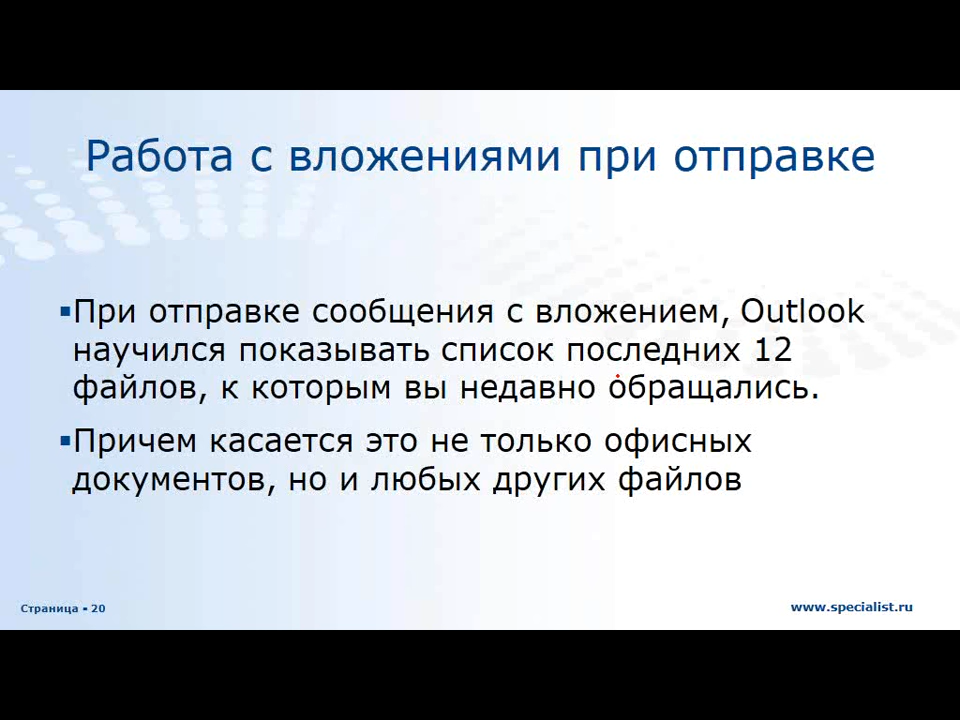 Работа с вложениями при отправке
▪При отправке сообщения с вложением, Outlook
научился показывать список последних 12
файлов, к которым вы недавно обращались.
▪Причем касается это не только офисных
документов, но и любых других файлов
Страница ▪ 20
www.specialist.ru